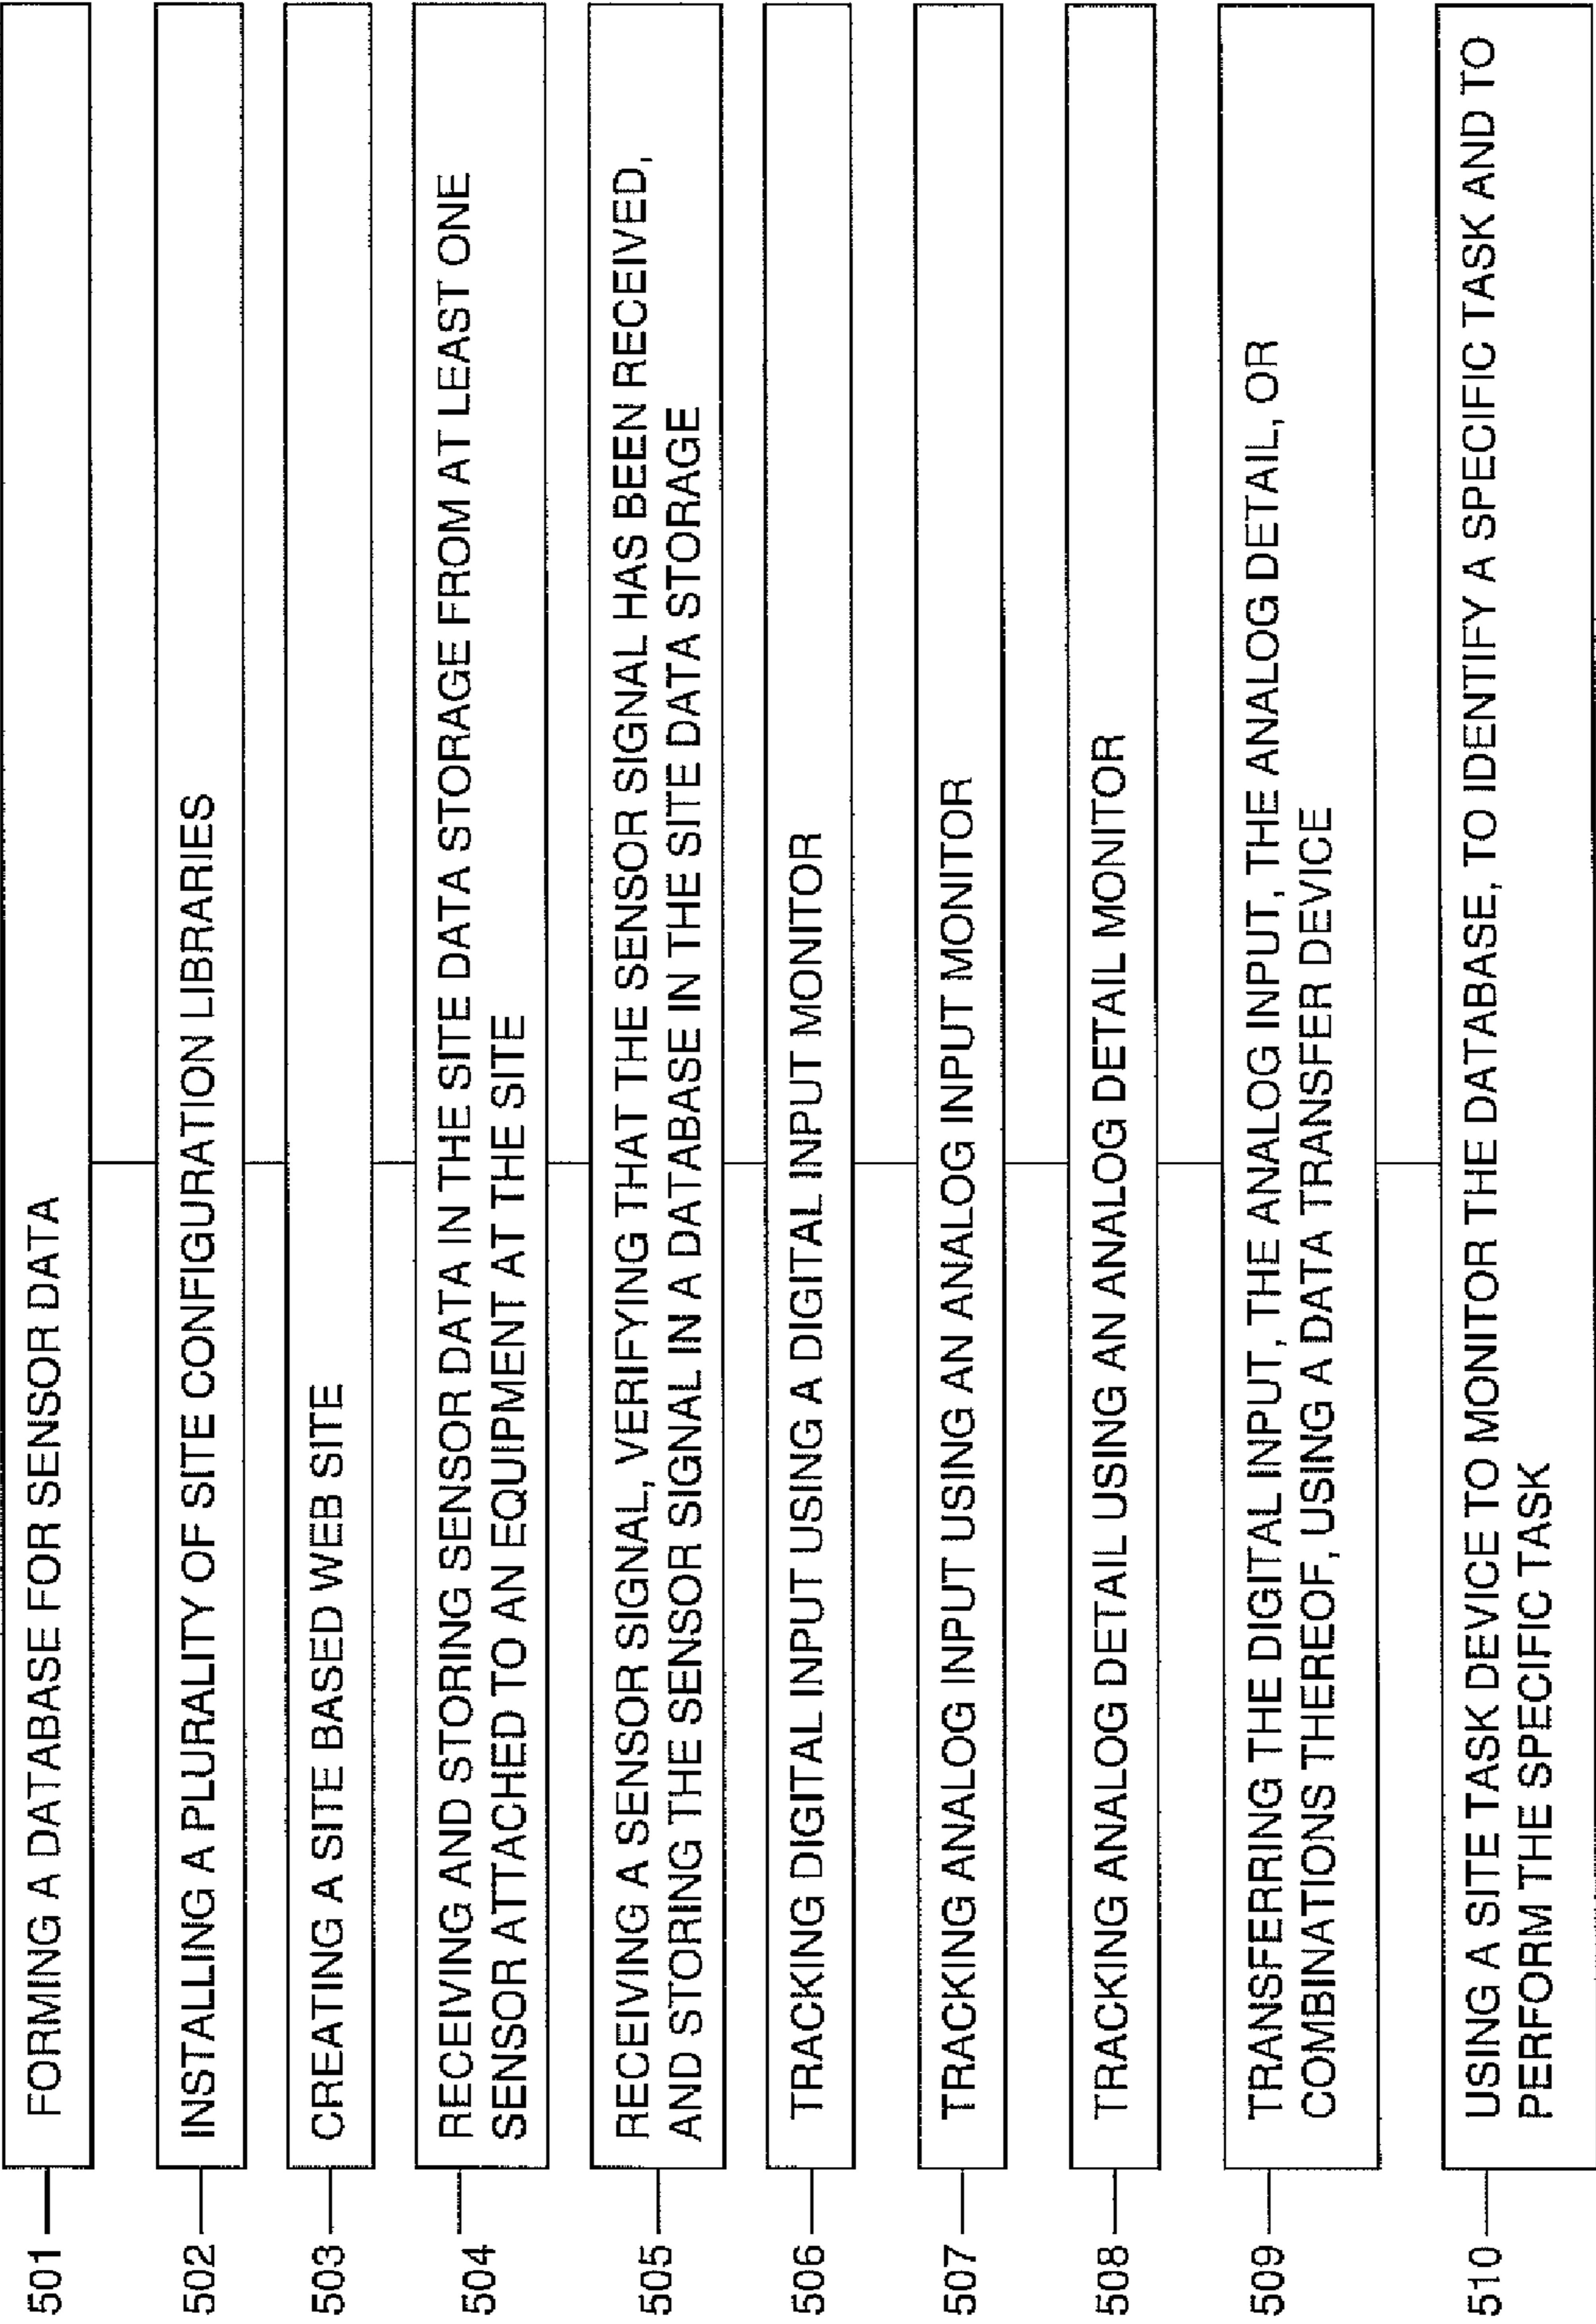 501 FORMING A DATABASE FOR SENSOR DATA
502 INSTALLING A PLURALITY OF SITE CONFIGURATION LIBRARIES
503 CREATING A SITE BASED WEB SITE
504 RECEIVING AND STORING SENSOR DATA IN THE SITE DATA STORAGE FROM AT LEAST ONE
SENSOR ATTACHED TO AN EQUIPMENT AT THE SITE
505 RECEIVING A SENSOR SIGNAL, VERIFYING THAT THE SENSOR SIGNAL HAS BEEN RECEIVED,
AND STORING THE SENSOR SIGNAL IN A DATABASE IN THE SITE DATA STORAGE
506 TRACKING DIGITAL INPUT USING A DIGITAL INPUT MONITOR
507 TRACKING ANALOG INPUT USING AN ANALOG INPUT MONITOR
508 TRACKING ANALOG DETAIL USING AN ANALOG DETAIL MONITOR
509 TRANSFERRING THE DIGITAL INPUT, THE ANALOG INPUT, THE ANALOG DETAIL, OR
COMBINATIONS THEREOF, USING A DATA TRANSFER DEVICE
510 USING A SITE TASK DEVICE TO MONITOR THE DATABASE, TO IDENTIFY A SPECIFIC TASK AND TO
PERFORM THE SPECIFIC TASK